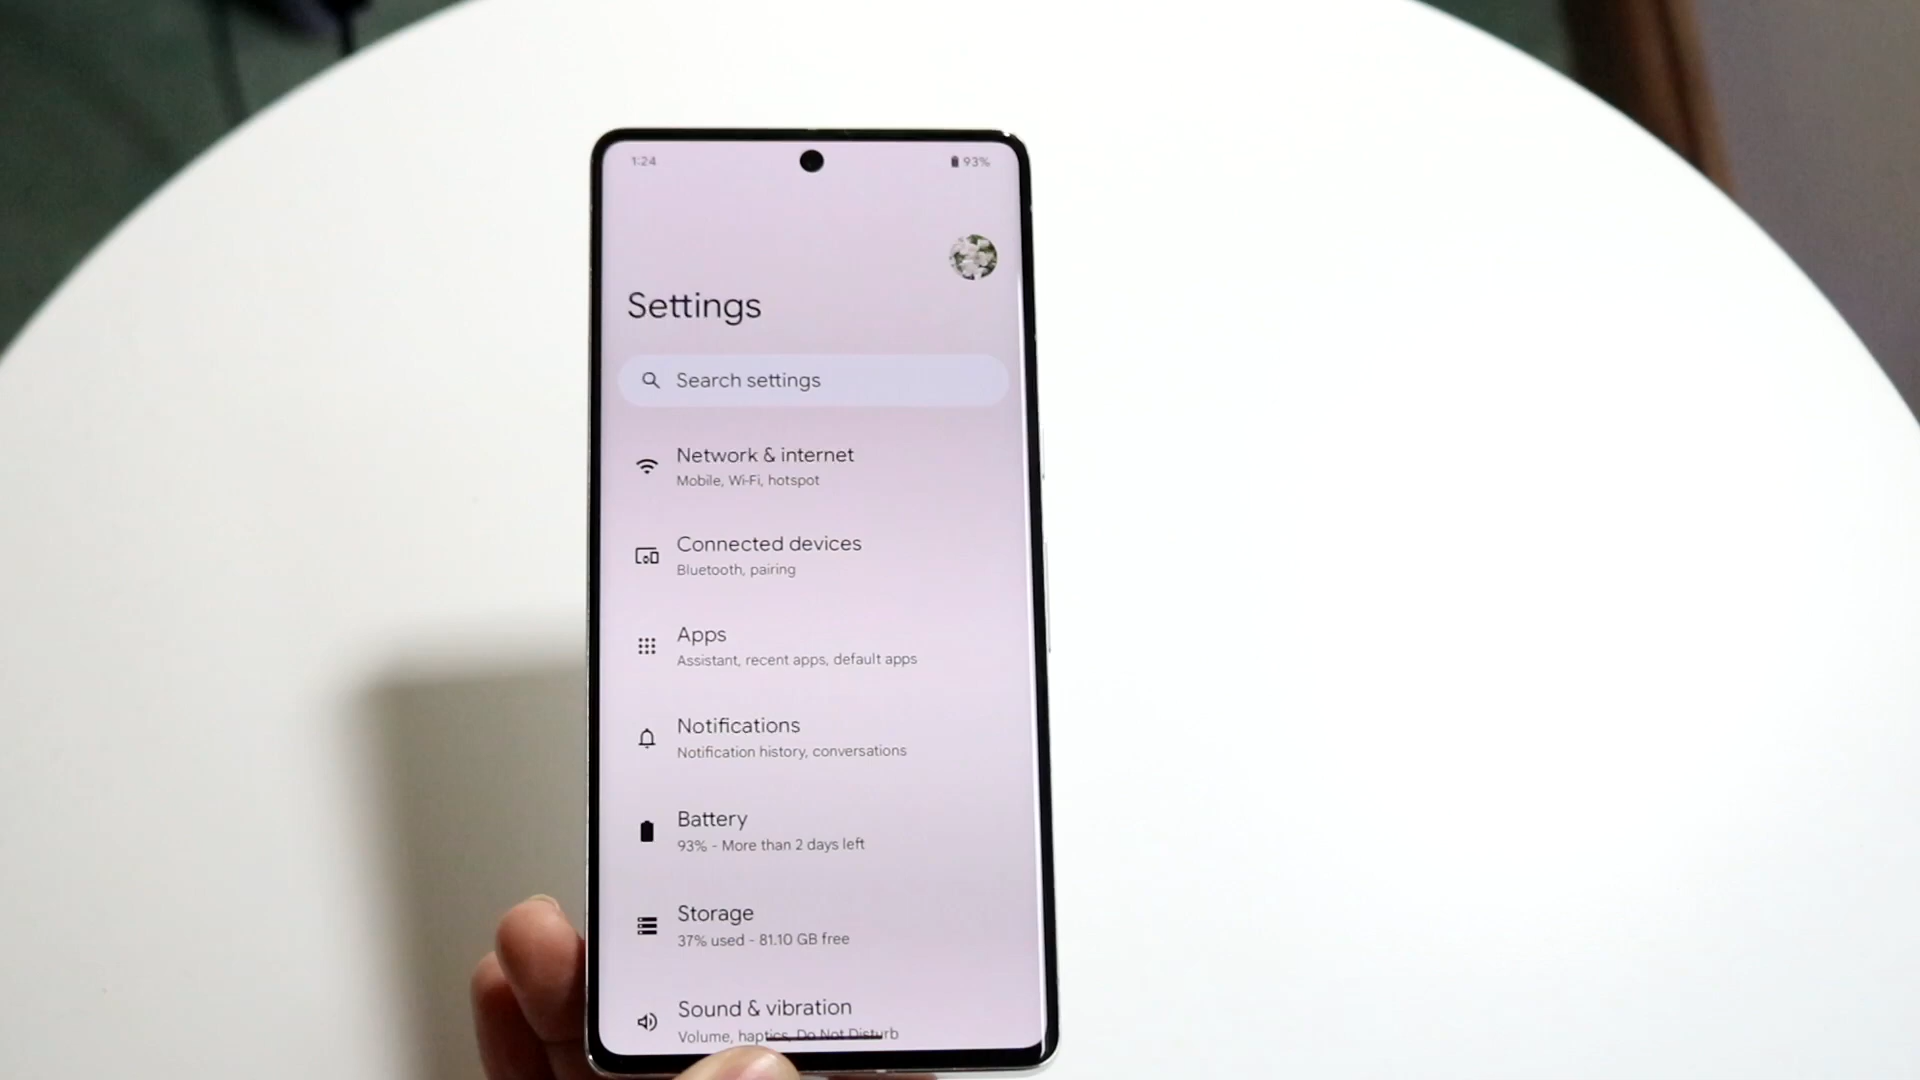 1:24
93%
Settings
Search settings
Network & internet
Mobile, Wi-Fi, hotspot
Connected devices
Bluetooth, pairing
Apps
Assistant, recent apps, default apps
Notifications
Notification history, conversations
Battery
93% - More than 2 days left
Storage
37% used - 81.10 GB free
Sound & vibration
Volume, haptics, Do Not Disturb